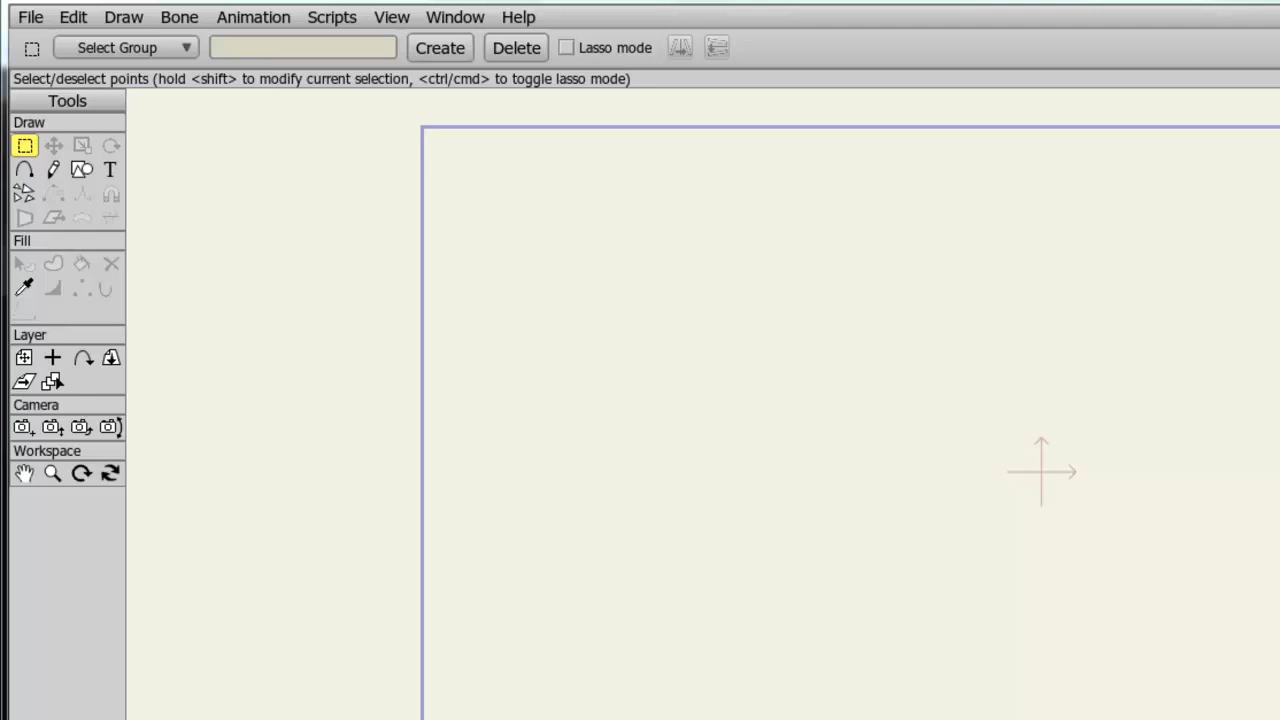 File Edit Draw Bone Animation Scripts View Window Help
Select Group Create Delete Lasso mode
Select/deselect points (hold <shift> to modify current selection, <ctrl/cmd> to toggle lasso mode)
Tools
Draw
T
Fill
Layer
Camera
Workspace